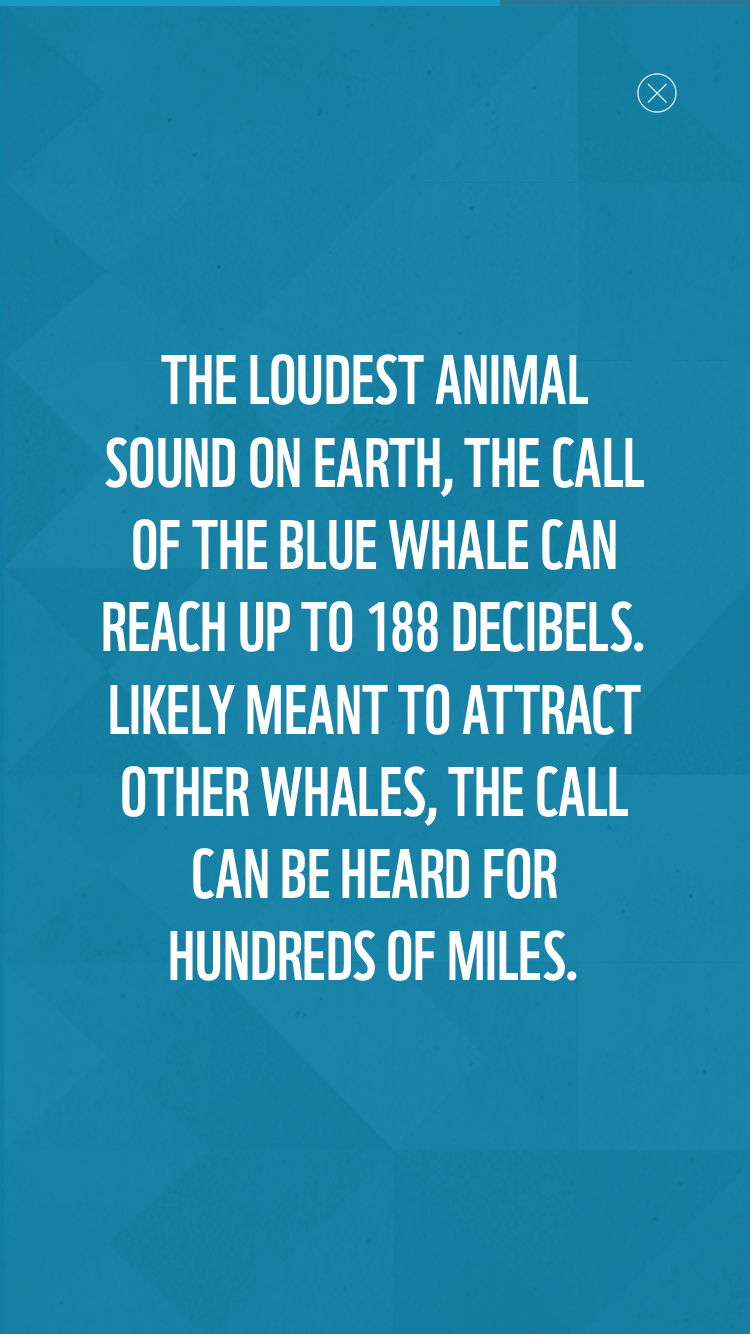 THE LOUDEST ANIMAL
SOUND ON EARTH, THE CALL
OF THE BLUE WHALE CAN
REACH UP TO 188 DECIBELS.
LIKELY MEANT TO ATTRACT
OTHER WHALES, THE CALL
CAN BE HEARD FOR
HUNDREDS OF MILES.